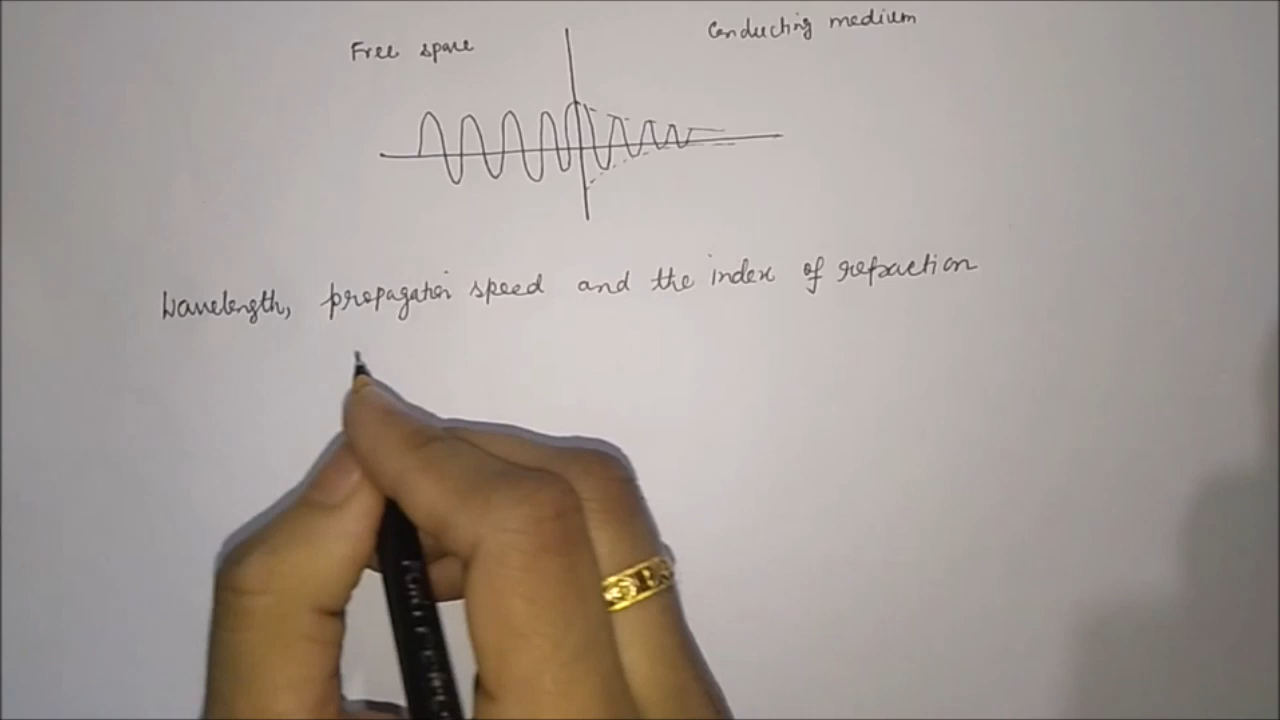 Free space
Conducting medium
Wavelength, propagation speed and the index of refraction